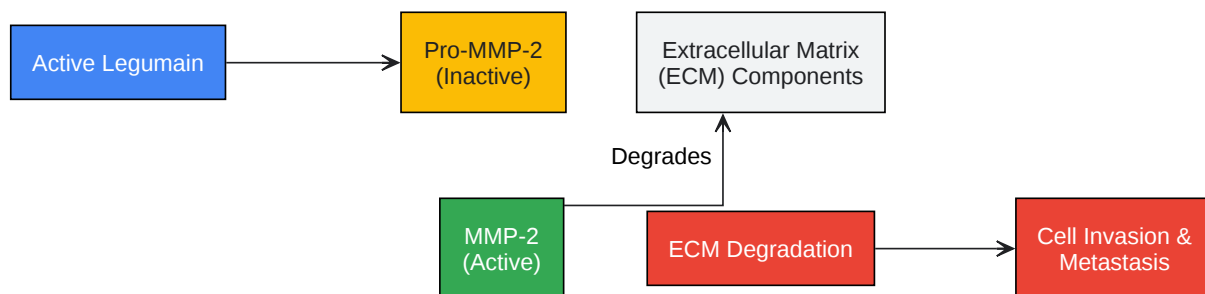 Active Legumain
Pro-MMP-2
(Inactive)
Extracellular Matrix
(ECM) Components
Degrades
MMP-2
(Active)
ECM Degradation
Cell Invasion &
Metastasis